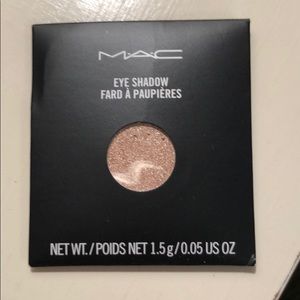 MAC
EYE SHADOW
FARD À PAUPIÈRES
NET WT./POIDS NET 1.5 g/0.05 US OZ